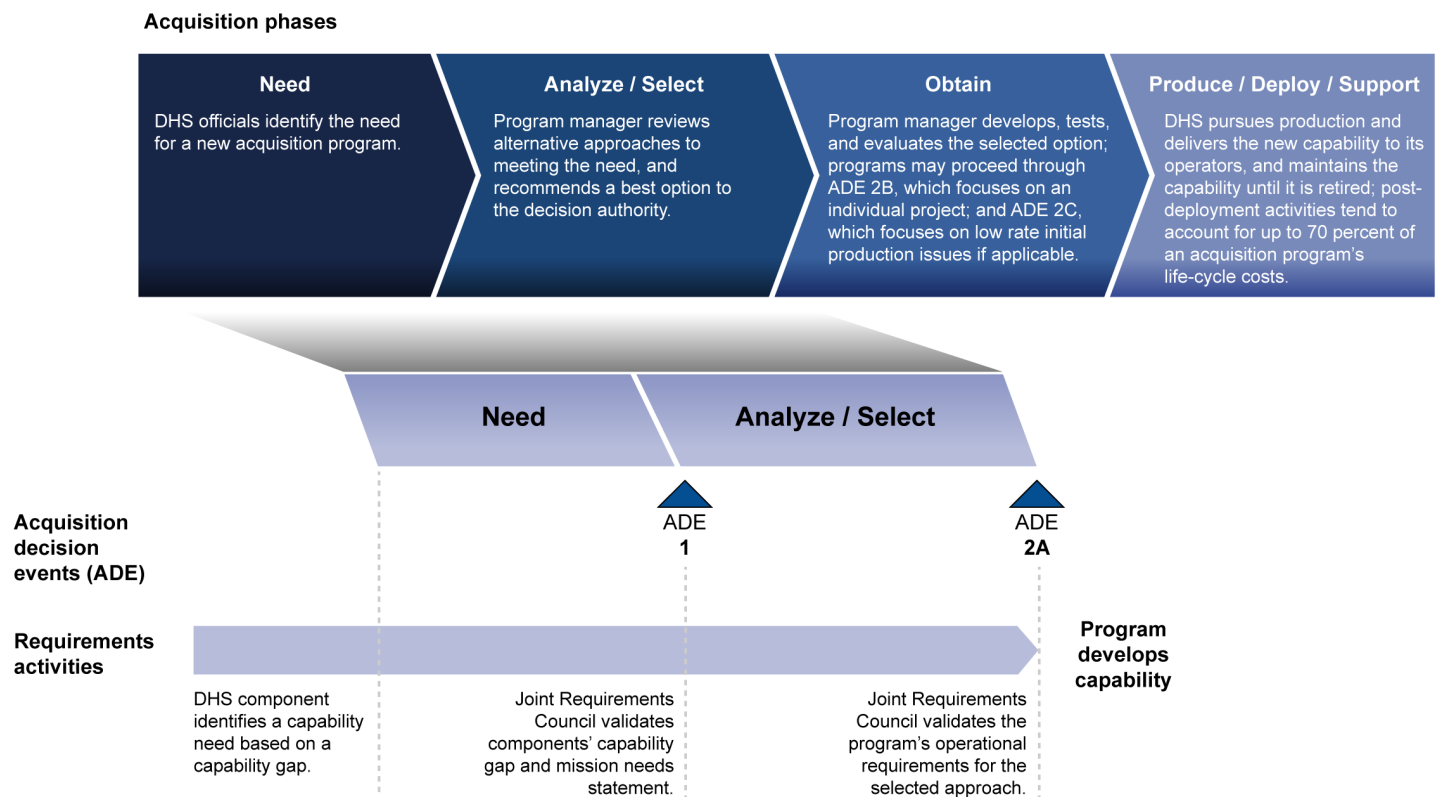 Acquisition phases
Need
DHS officials identify the need
for a new acquisition program.
Analyze / Select
Program manager reviews
alternative approaches to
meeting the need, and
recommends a best option to
the decision authority.
Obtain
Program manager develops, tests,
and evaluates the selected option;
programs may proceed through
ADE 2B, which focuses on an
individual project; and ADE 2C,
which focuses on low rate initial
production issues if applicable.
Produce / Deploy / Support
DHS pursues production and
delivers the new capability to its
operators, and maintains the
capability until it is retired; post-
deployment activities tend to
account for up to 70 percent of
an acquisition program’s
life-cycle costs.
Need
Analyze / Select
Acquisition
decision
events (ADE)
ADE
1
ADE
2A
Requirements
activities
Program
develops
capability
DHS component
identifies a capability
need based on a
capability gap.
Joint Requirements
Council validates
components’ capability
gap and mission needs
statement.
Joint Requirements
Council validates the
program’s operational
requirements for the
selected approach.